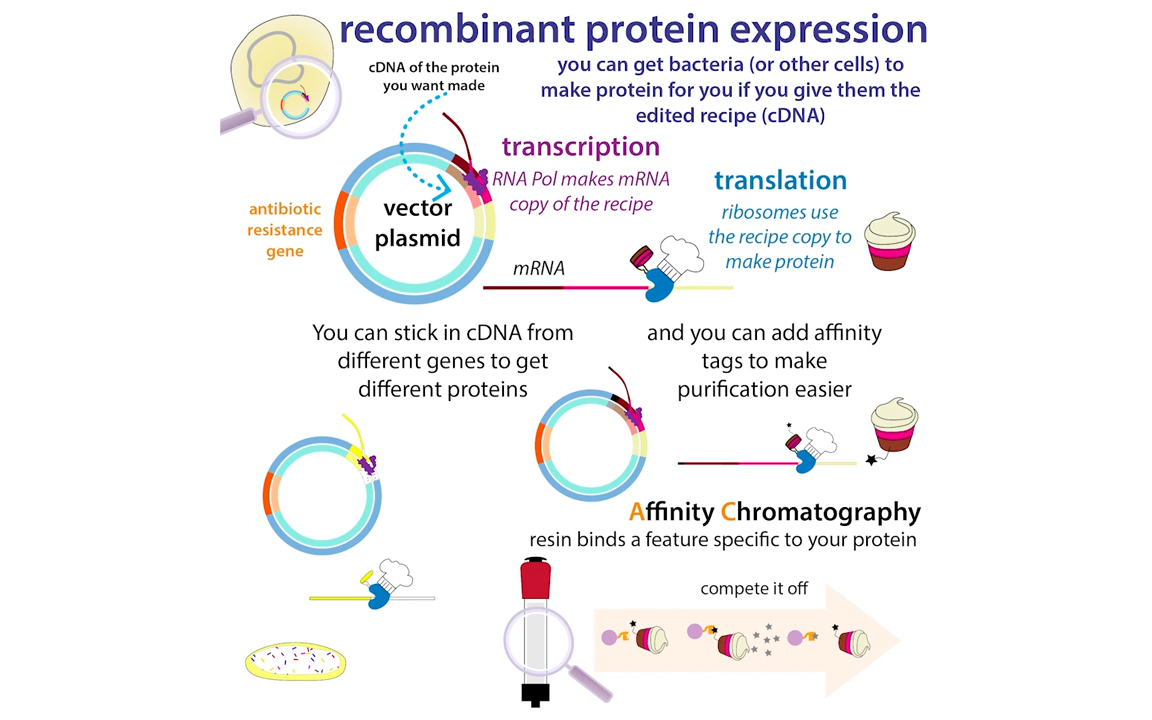 recombinant protein expression
cDNA of the protein
you want made
you can get bacteria (or other cells) to
make protein for you if you give them the
edited recipe (cDNA)
transcription
RNA Pol makes mRNA
copy of the recipe
translation
ribosomes use
the recipe copy to
make protein
antibiotic
resistance
gene
vector
plasmid
mRNA
You can stick in cDNA from
different genes to get
different proteins
and you can add affinity
tags to make
purification easier
Affinity Chromatography
resin binds a feature specific to your protein
compete it off